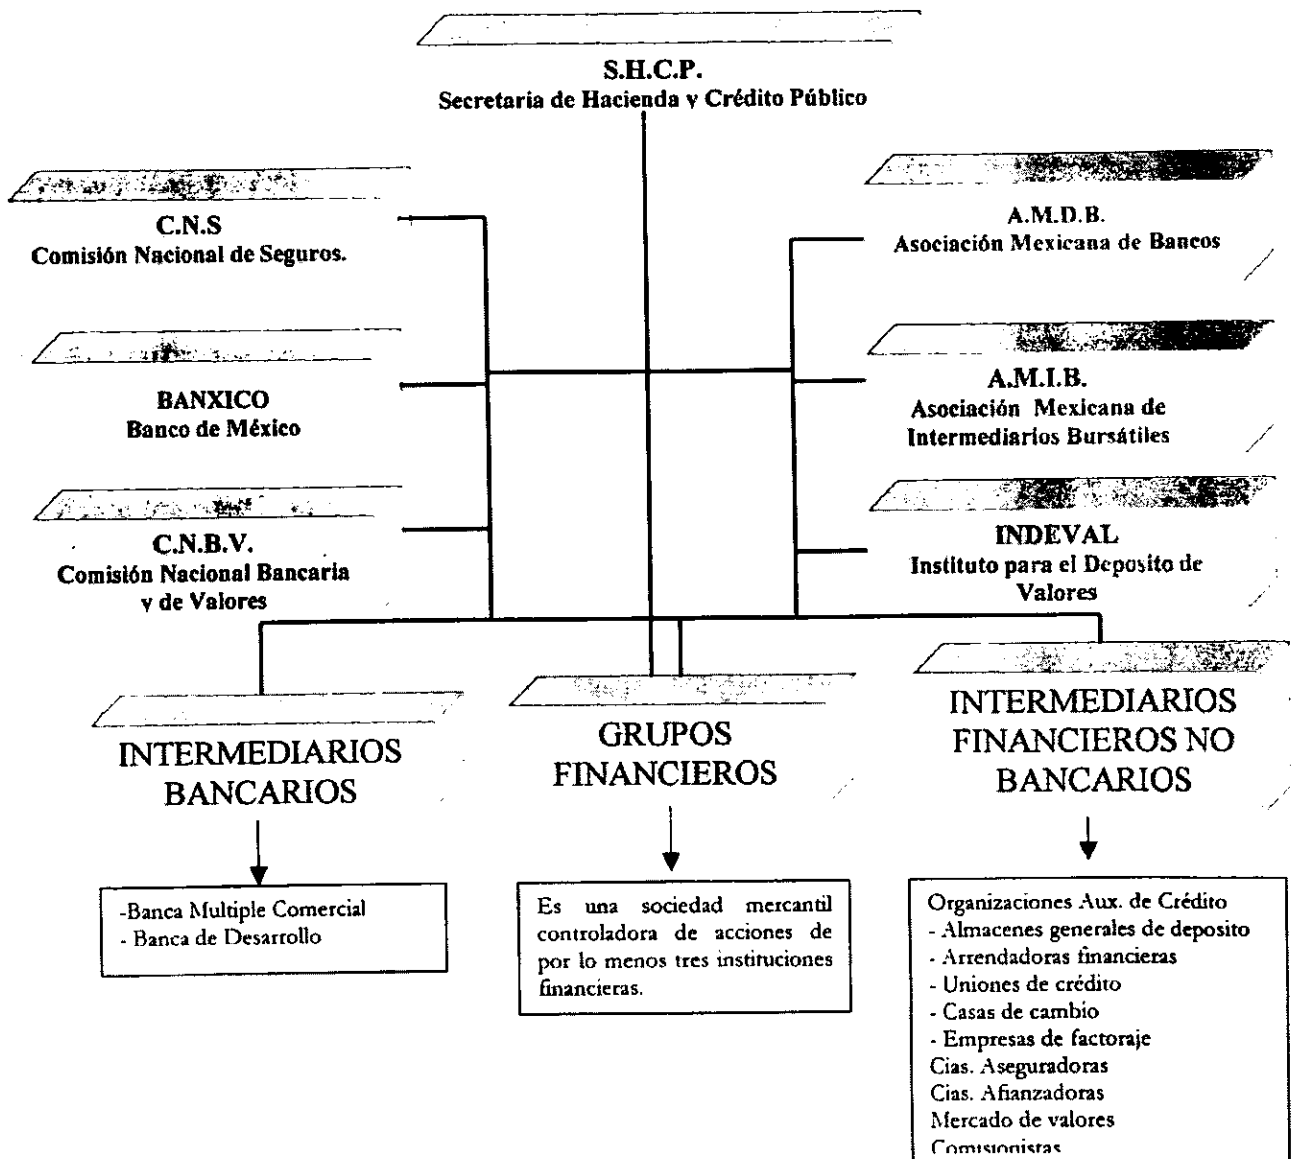 S.H.C.P.
Secretaria de Hacienda y Crédito Público
C.N.S
Comisión Nacional de Seguros.
A.M.D.B.
Asociación Mexicana de Bancos
BANXICO
Banco de México
A.M.I.B.
Asociación Mexicana de
Intermediarios Bursátiles
C.N.B.V.
Comisión Nacional Bancaria
y de Valores
INDEVAL
Instituto para el Deposito de
Valores
INTERMEDIARIOS
BANCARIOS
GRUPOS
FINANCIEROS
INTERMEDIARIOS
FINANCIEROS NO
BANCARIOS
-Banca Multiple Comercial
- Banca de Desarrollo
Es una sociedad mercantil
controladora de acciones de
por lo menos tres instituciones
financieras.
Organizaciones Aux. de Crédito
- Almacenes generales de deposito
- Arrendadoras financieras
- Uniones de crédito
- Casas de cambio
- Empresas de factoraje
Cias. Aseguradoras
Cias. Afianzadoras
Mercado de valores
Comisionistas